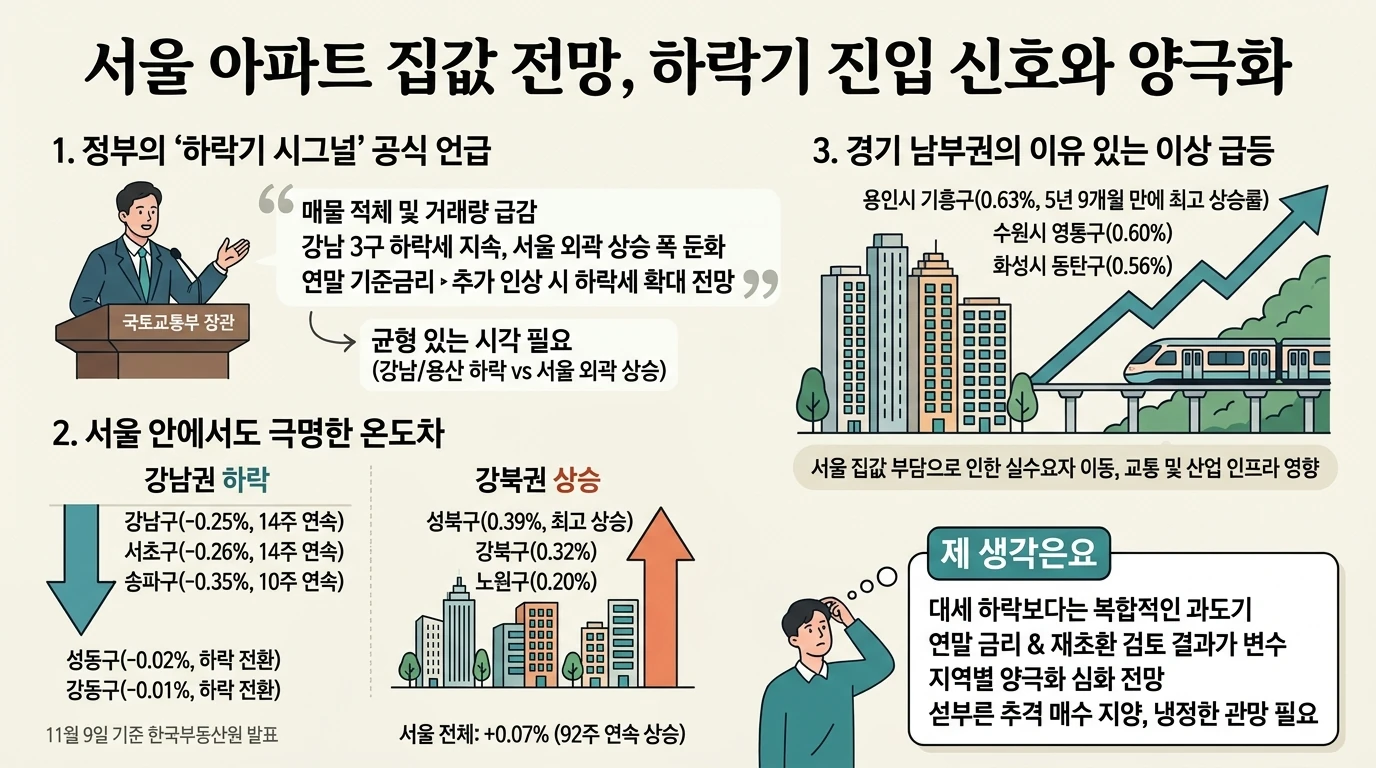 서울 아파트 집값 전망, 하락기 진입 신호와 양극화
1. 정부의 ‘하락기 시그널’ 공식 언급
국토교통부 장관
“
매물 적체 및 거래량 급감
강남 3구 하락세 지속, 서울 외곽 상승 폭 둔화
연말 기준금리 ▸ 추가 인상 시 하락세 확대 전망
”
균형 있는 시각 필요
(강남/용산 하락 vs 서울 외곽 상승)
2. 서울 안에서도 극명한 온도차
강남권 하락
강남구(-0.25%, 14주 연속)
서초구(-0.26%, 14주 연속)
송파구(-0.35%, 10주 연속)
성동구(-0.02%, 하락 전환)
강동구(-0.01%, 하락 전환)
11월 9일 기준 한국부동산원 발표
강북권 상승
성북구(0.39%, 최고 상승)
강북구(0.32%)
노원구(0.20%)
서울 전체: +0.07% (92주 연속 상승)
3. 경기 남부권의 이유 있는 이상 급등
용인시 기흥구(0.63%, 5년 9개월 만에 최고 상승률)
수원시 영통구(0.60%)
화성시 동탄구(0.56%)
서울 집값 부담으로 인한 실수요자 이동, 교통 및 산업 인프라 영향
제 생각은요
대세 하락보다는 복합적인 과도기
연말 금리 & 재초환 검토 결과가 변수
지역별 양극화 심화 전망
섣부른 추격 매수 지양, 냉정한 관망 필요